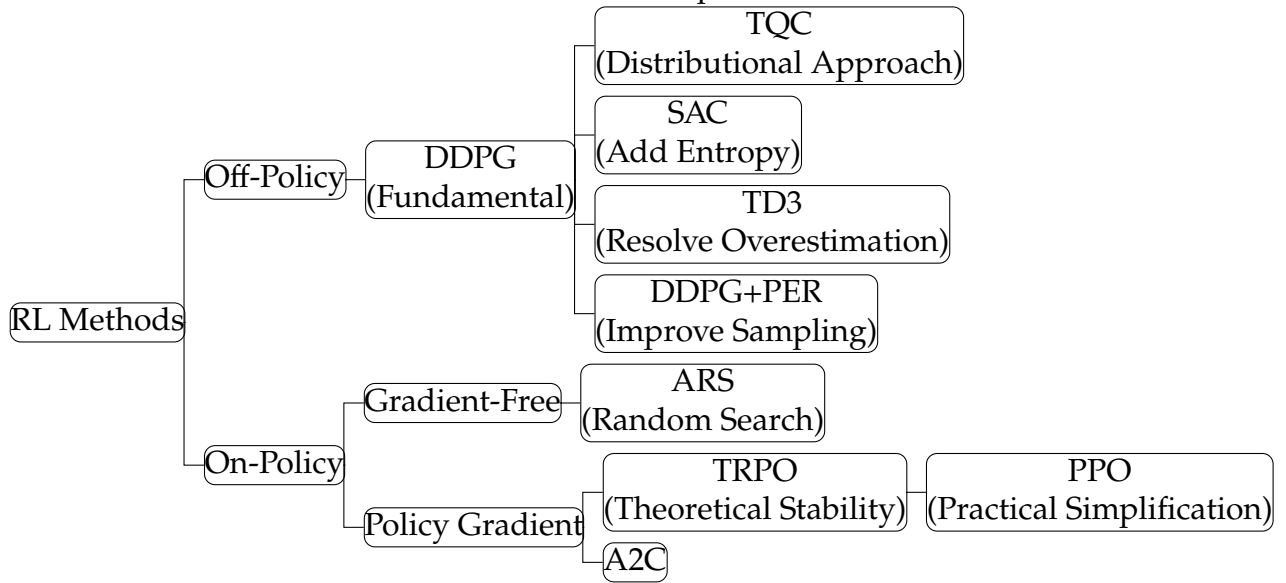 TQC
(Distributional Approach)
SAC
(Add Entropy)
Off-Policy
DDPG
(Fundamental)
TD3
(Resolve Overestimation)
DDPG+PER
(Improve Sampling)
RL Methods
Gradient-Free
ARS
(Random Search)
On-Policy
TRPO
(Theoretical Stability)
PPO
(Practical Simplification)
Policy Gradient
A2C